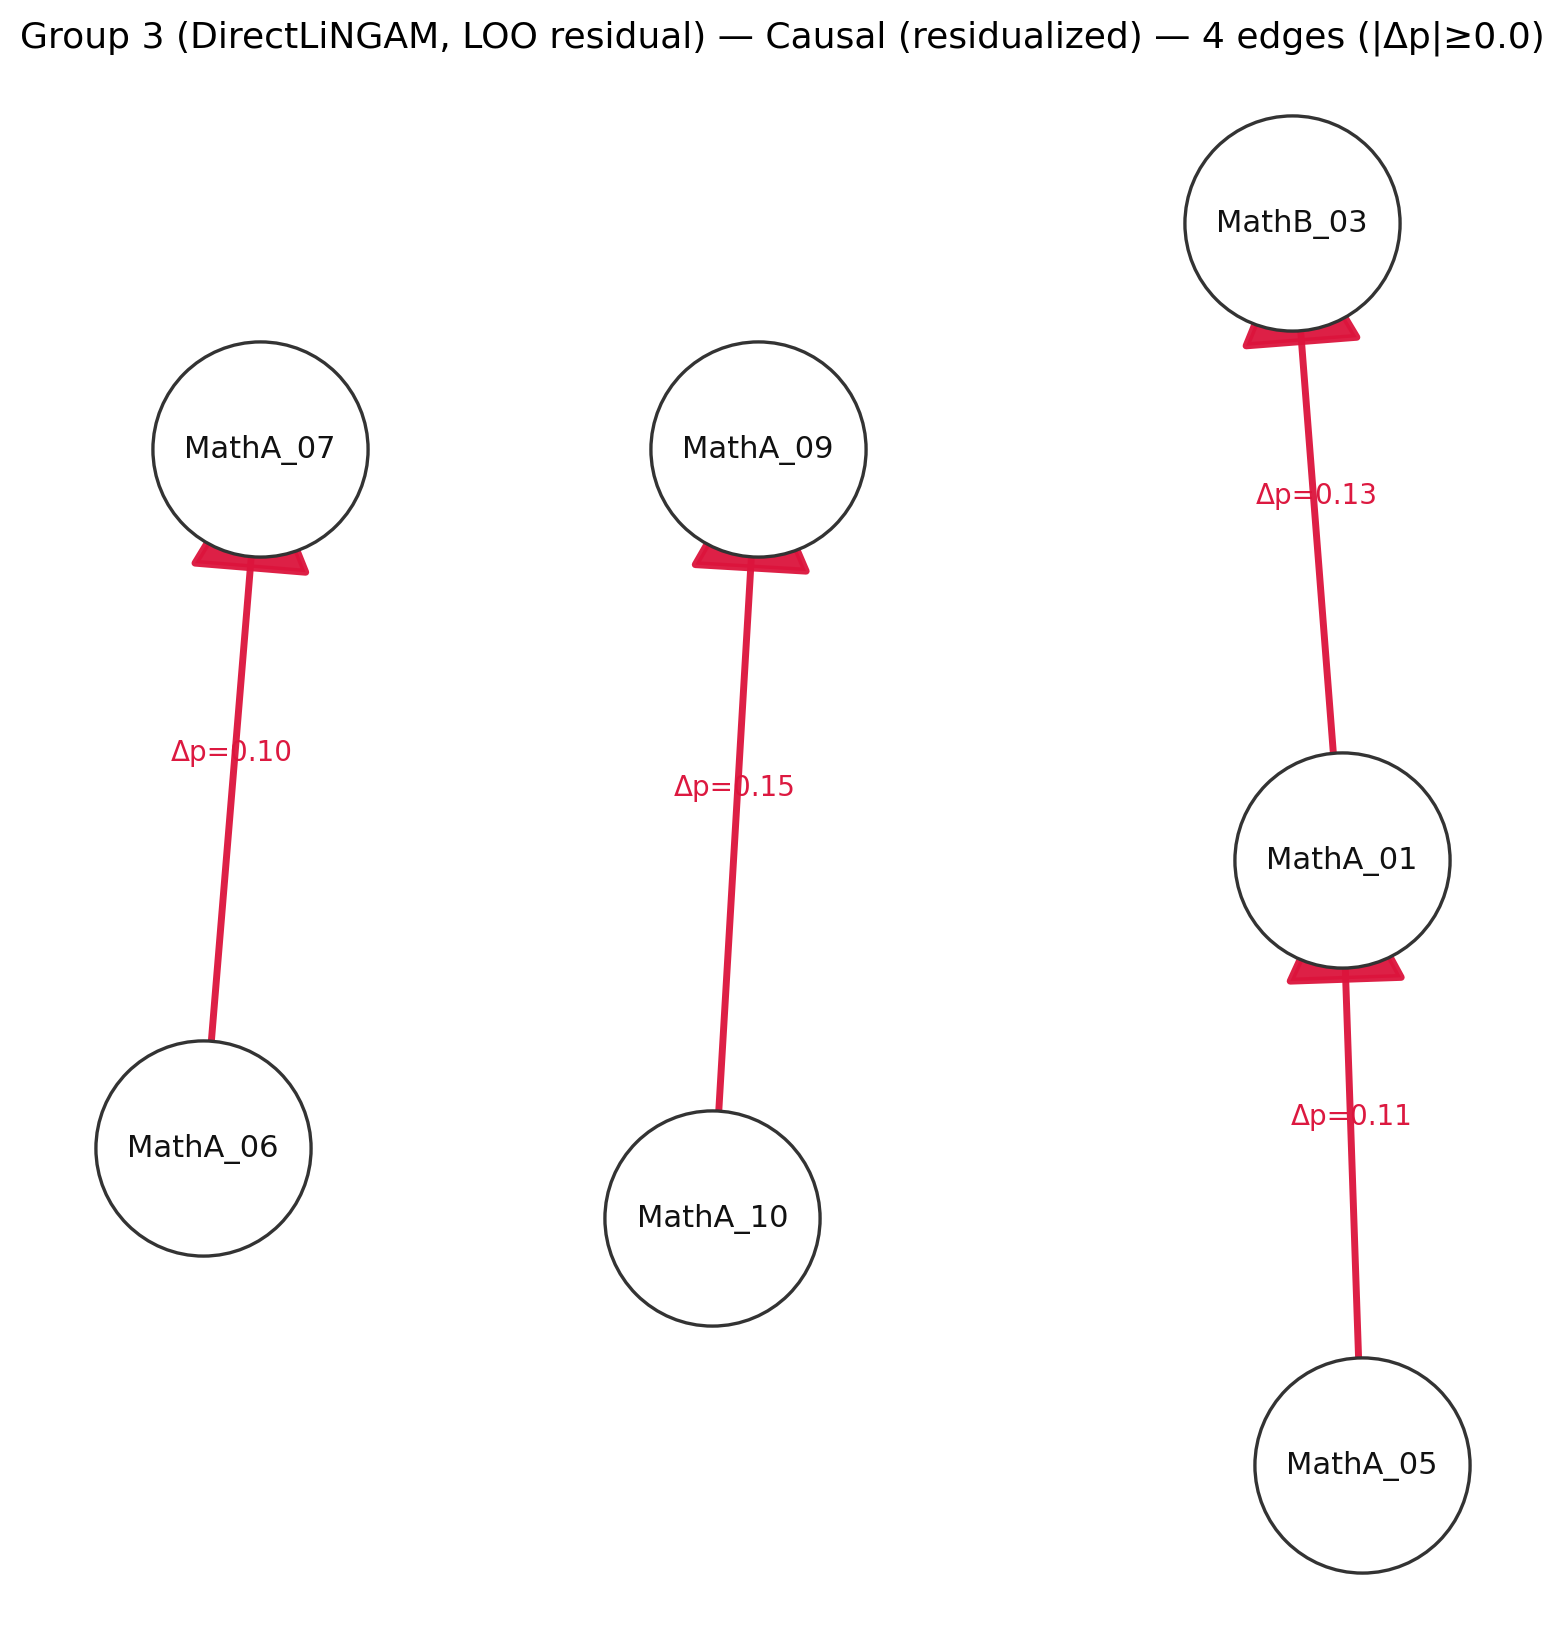 Group 3 (DirectLiNGAM, LOO residual) — Causal (residualized) — 4 edges (|Δp|≥0.0)
MathB_03
MathA_07
MathA_09
Δp=0.13
Δp=0.10
Δp=0.15
MathA_01
Δp=0.11
MathA_06
MathA_10
MathA_05